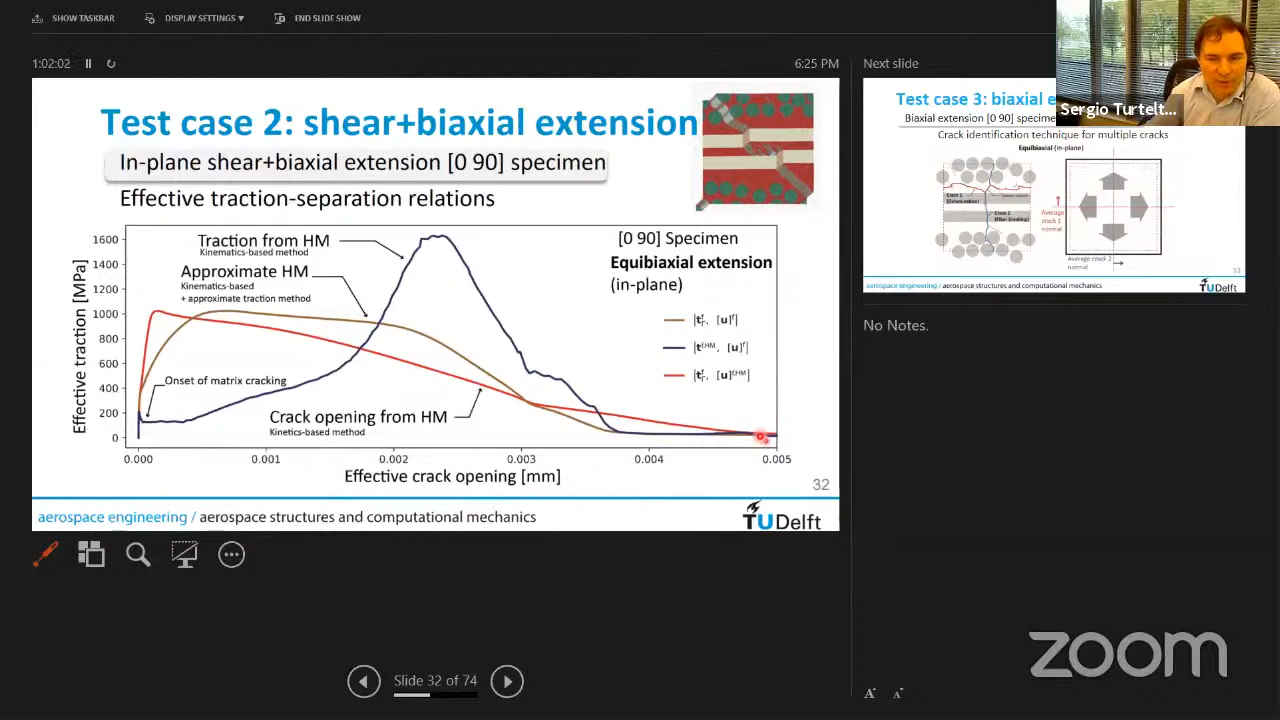 SHOW TASKBAR
DISPLAY SETTINGS ▼
END SLIDE SHOW
1:02:02
6:25 PM
Test case 2: shear+biaxial extension
In-plane shear+biaxial extension [0 90] specimen
Effective traction-separation relations
Effective traction [MPa]
1600
1400
1200
1000
800
600
400
200
0
Traction from HM
Kinematics-based method
Approximate HM
Kinematics-based
+ approximate traction method
Onset of matrix cracking
Crack opening from HM
Kinetics-based method
[0 90] Specimen
Equibiaxial extension
(in-plane)
0.000
0.001
0.002
0.003
0.004
0.005
Effective crack opening [mm]
32
aerospace engineering / aerospace structures and computational mechanics
TUDelft
Next slide
Sergio Turtelt...
Test case 3: biaxial e
Biaxial extension [0 90] specime
Crack identification technique for multiple cracks
Equibiaxial (in-plane)
Crack 1
Crack 2
(fiber breaking)
Average
crack 1
normal
Average crack 2
normal
33
aerospace engineering / aerospace structures and computational mechanics
TUDelft
No Notes.
zoom
Slide 32 of 74
A
A